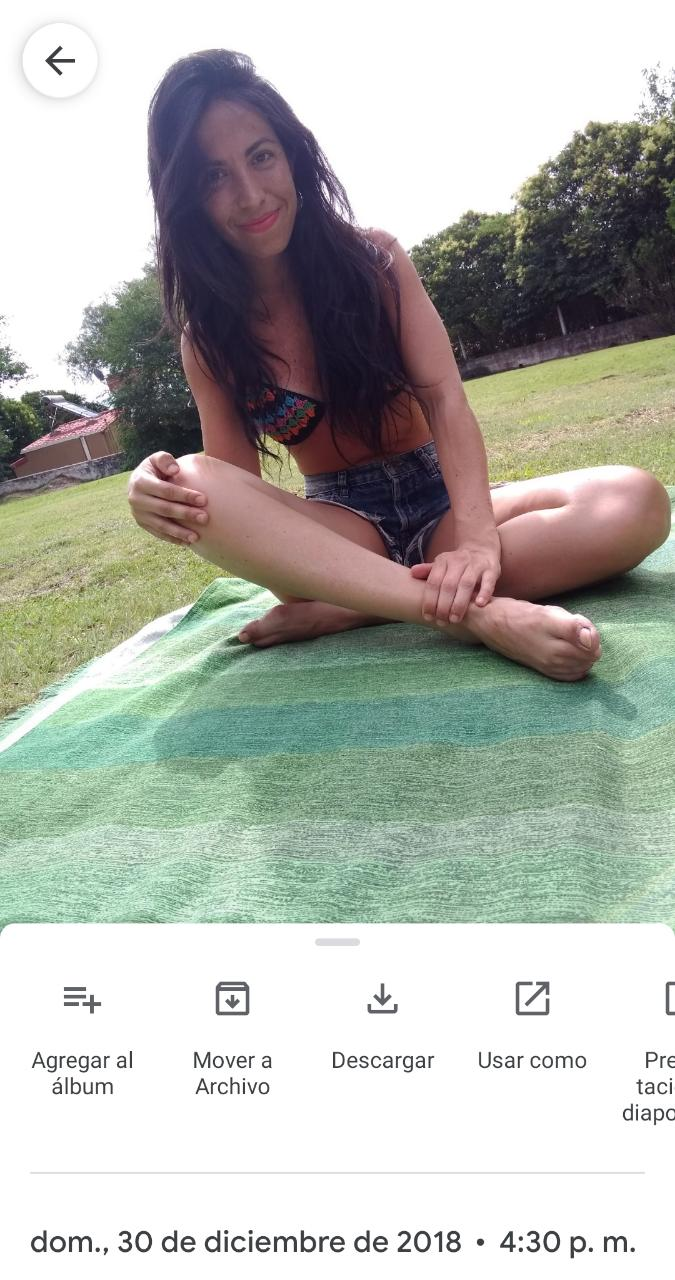 Agregar al
álbum
Mover a
Archivo
Descargar
Usar como
dom., 30 de diciembre de 2018 • 4:30 p. m.